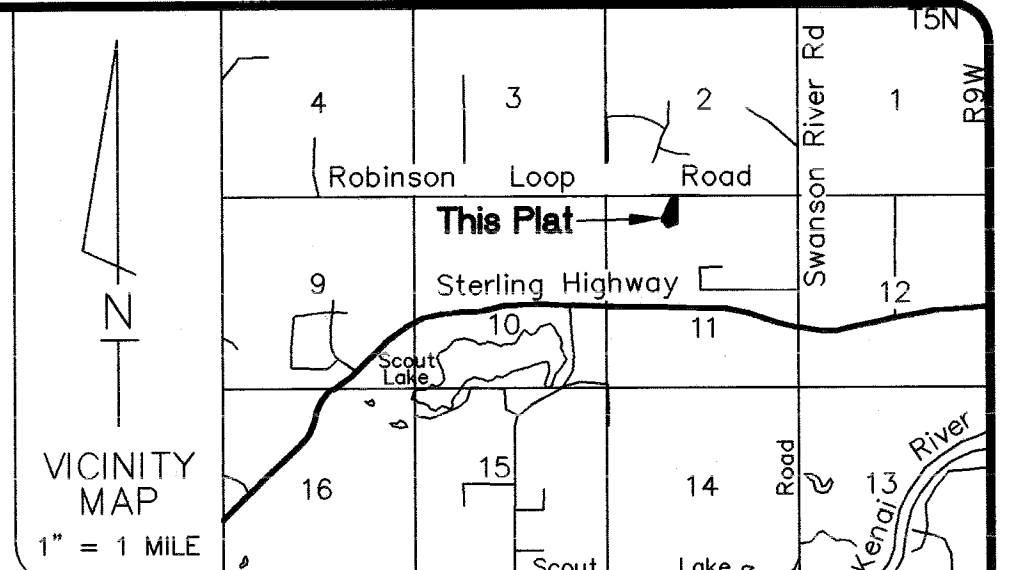 T5N
R9W
4
3
2
1
Swanson River Rd
Robinson Loop Road
This Plat
9
Sterling Highway
12
10
11
Scout
Lake
N
VICINITY
MAP
1" = 1 MILE
16
15
14
Road
13
Kenai River
Scout Lake